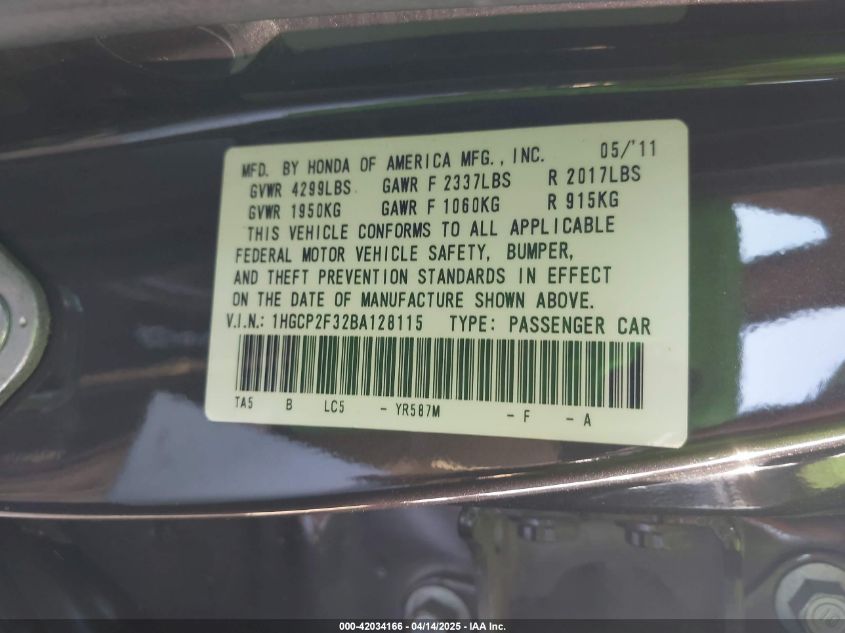 MFD. BY HONDA OF AMERICA MFG., INC. 05/'11
GVWR 4299LBS GAWR F 2337LBS R 2017LBS
GVWR 1950KG GAWR F 1060KG R 915KG
THIS VEHICLE CONFORMS TO ALL APPLICABLE
FEDERAL MOTOR VEHICLE SAFETY, BUMPER,
AND THEFT PREVENTION STANDARDS IN EFFECT
ON THE DATE OF MANUFACTURE SHOWN ABOVE.
V.I.N.: 1HGCP2F32BA128115 TYPE: PASSENGER CAR
TA5 B LC5 - YR587M - F - A
000-42034166 - 04/14/2025 - IAA Inc.